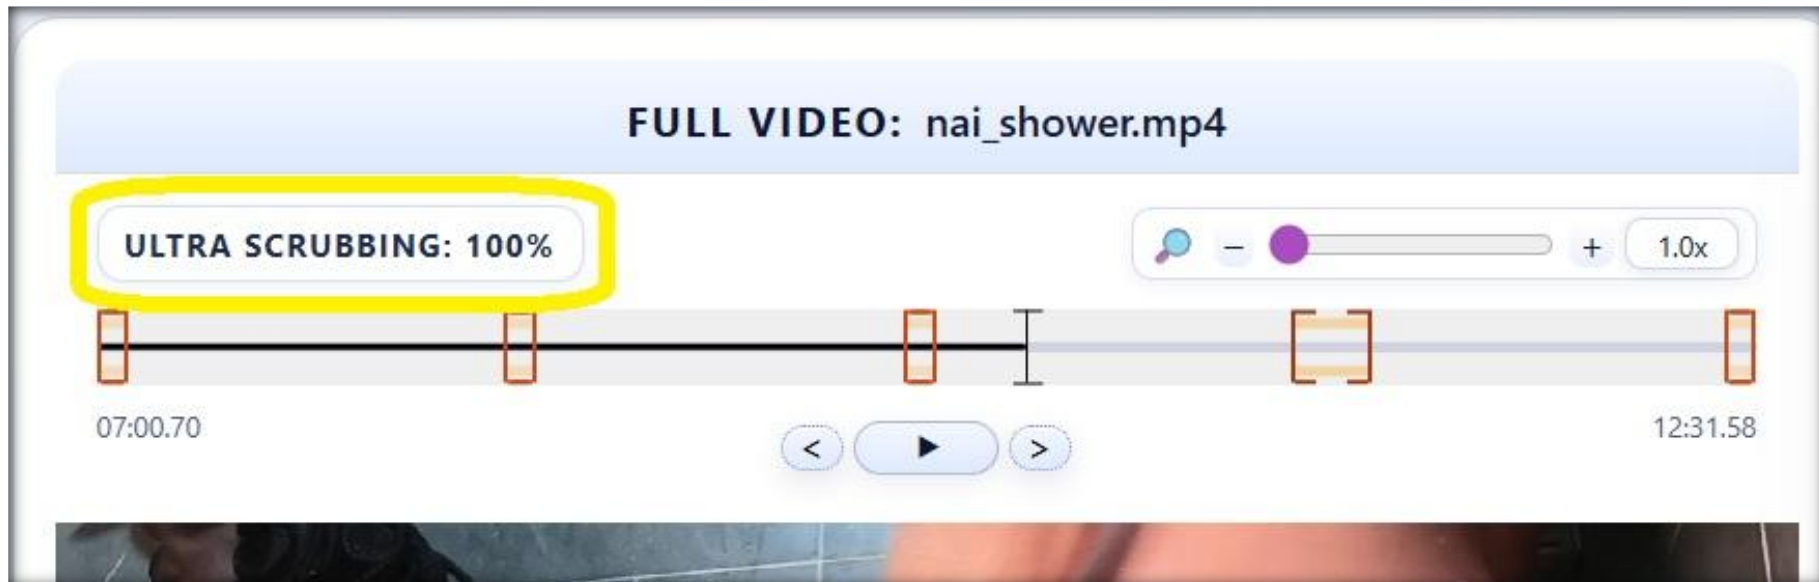 FULL VIDEO: nai_shower.mp4
ULTRA SCRUBBING: 100%
− + 1.0x
07:00.70
12:31.58
< >